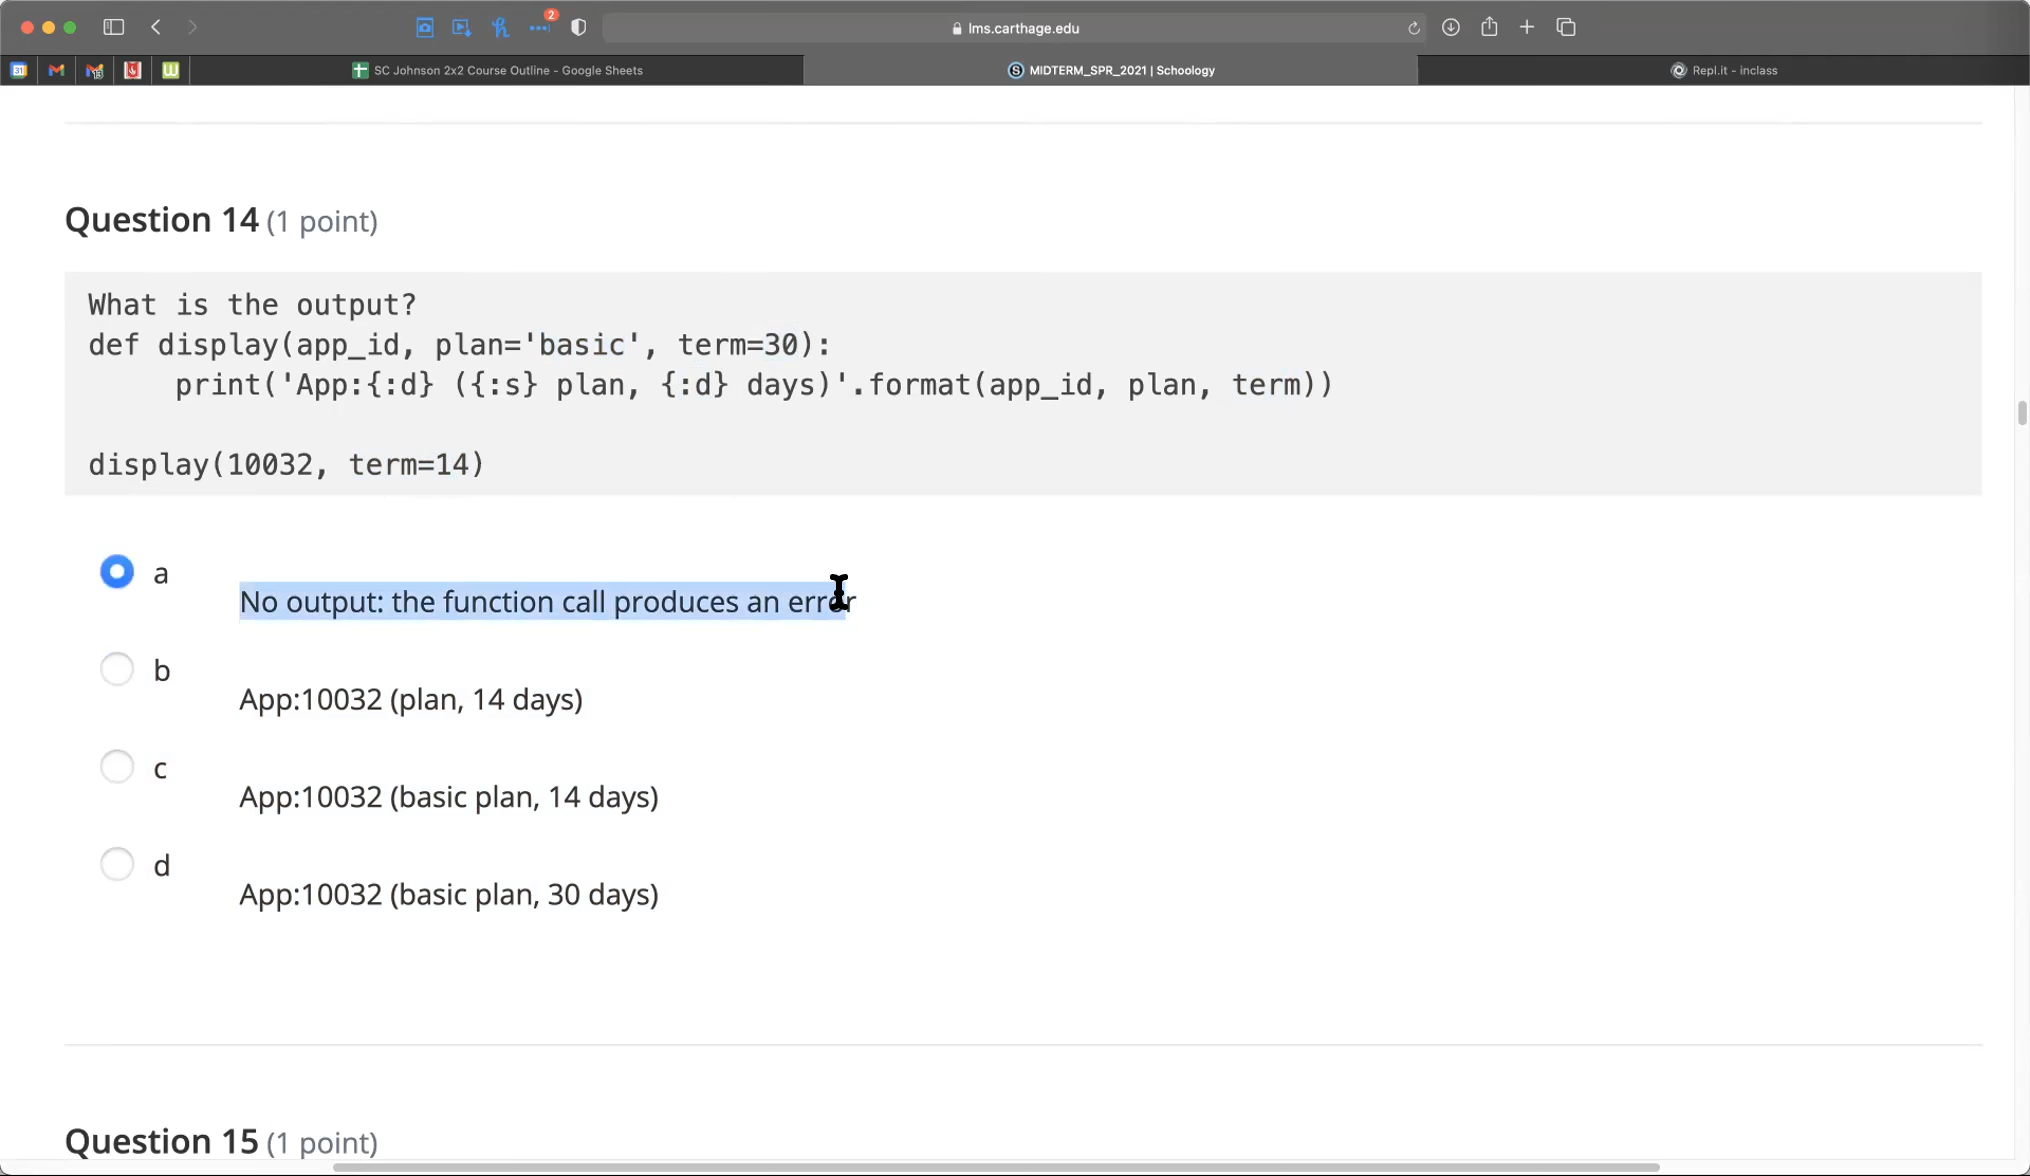 2
lms.carthage.edu
31
SC Johnson 2x2 Course Outline - Google Sheets
MIDTERM_SPR_2021 | Schoology
Repl.it - inclass
Question 14 (1 point)
What is the output?
def display(app_id, plan='basic', term=30):
print('App:{:d} ({:s} plan, {:d} days)'.format(app_id, plan, term))
display(10032, term=14)
a
No output: the function call produces an error
b
App:10032 (plan, 14 days)
c
App:10032 (basic plan, 14 days)
d
App:10032 (basic plan, 30 days)
Question 15 (1 point)